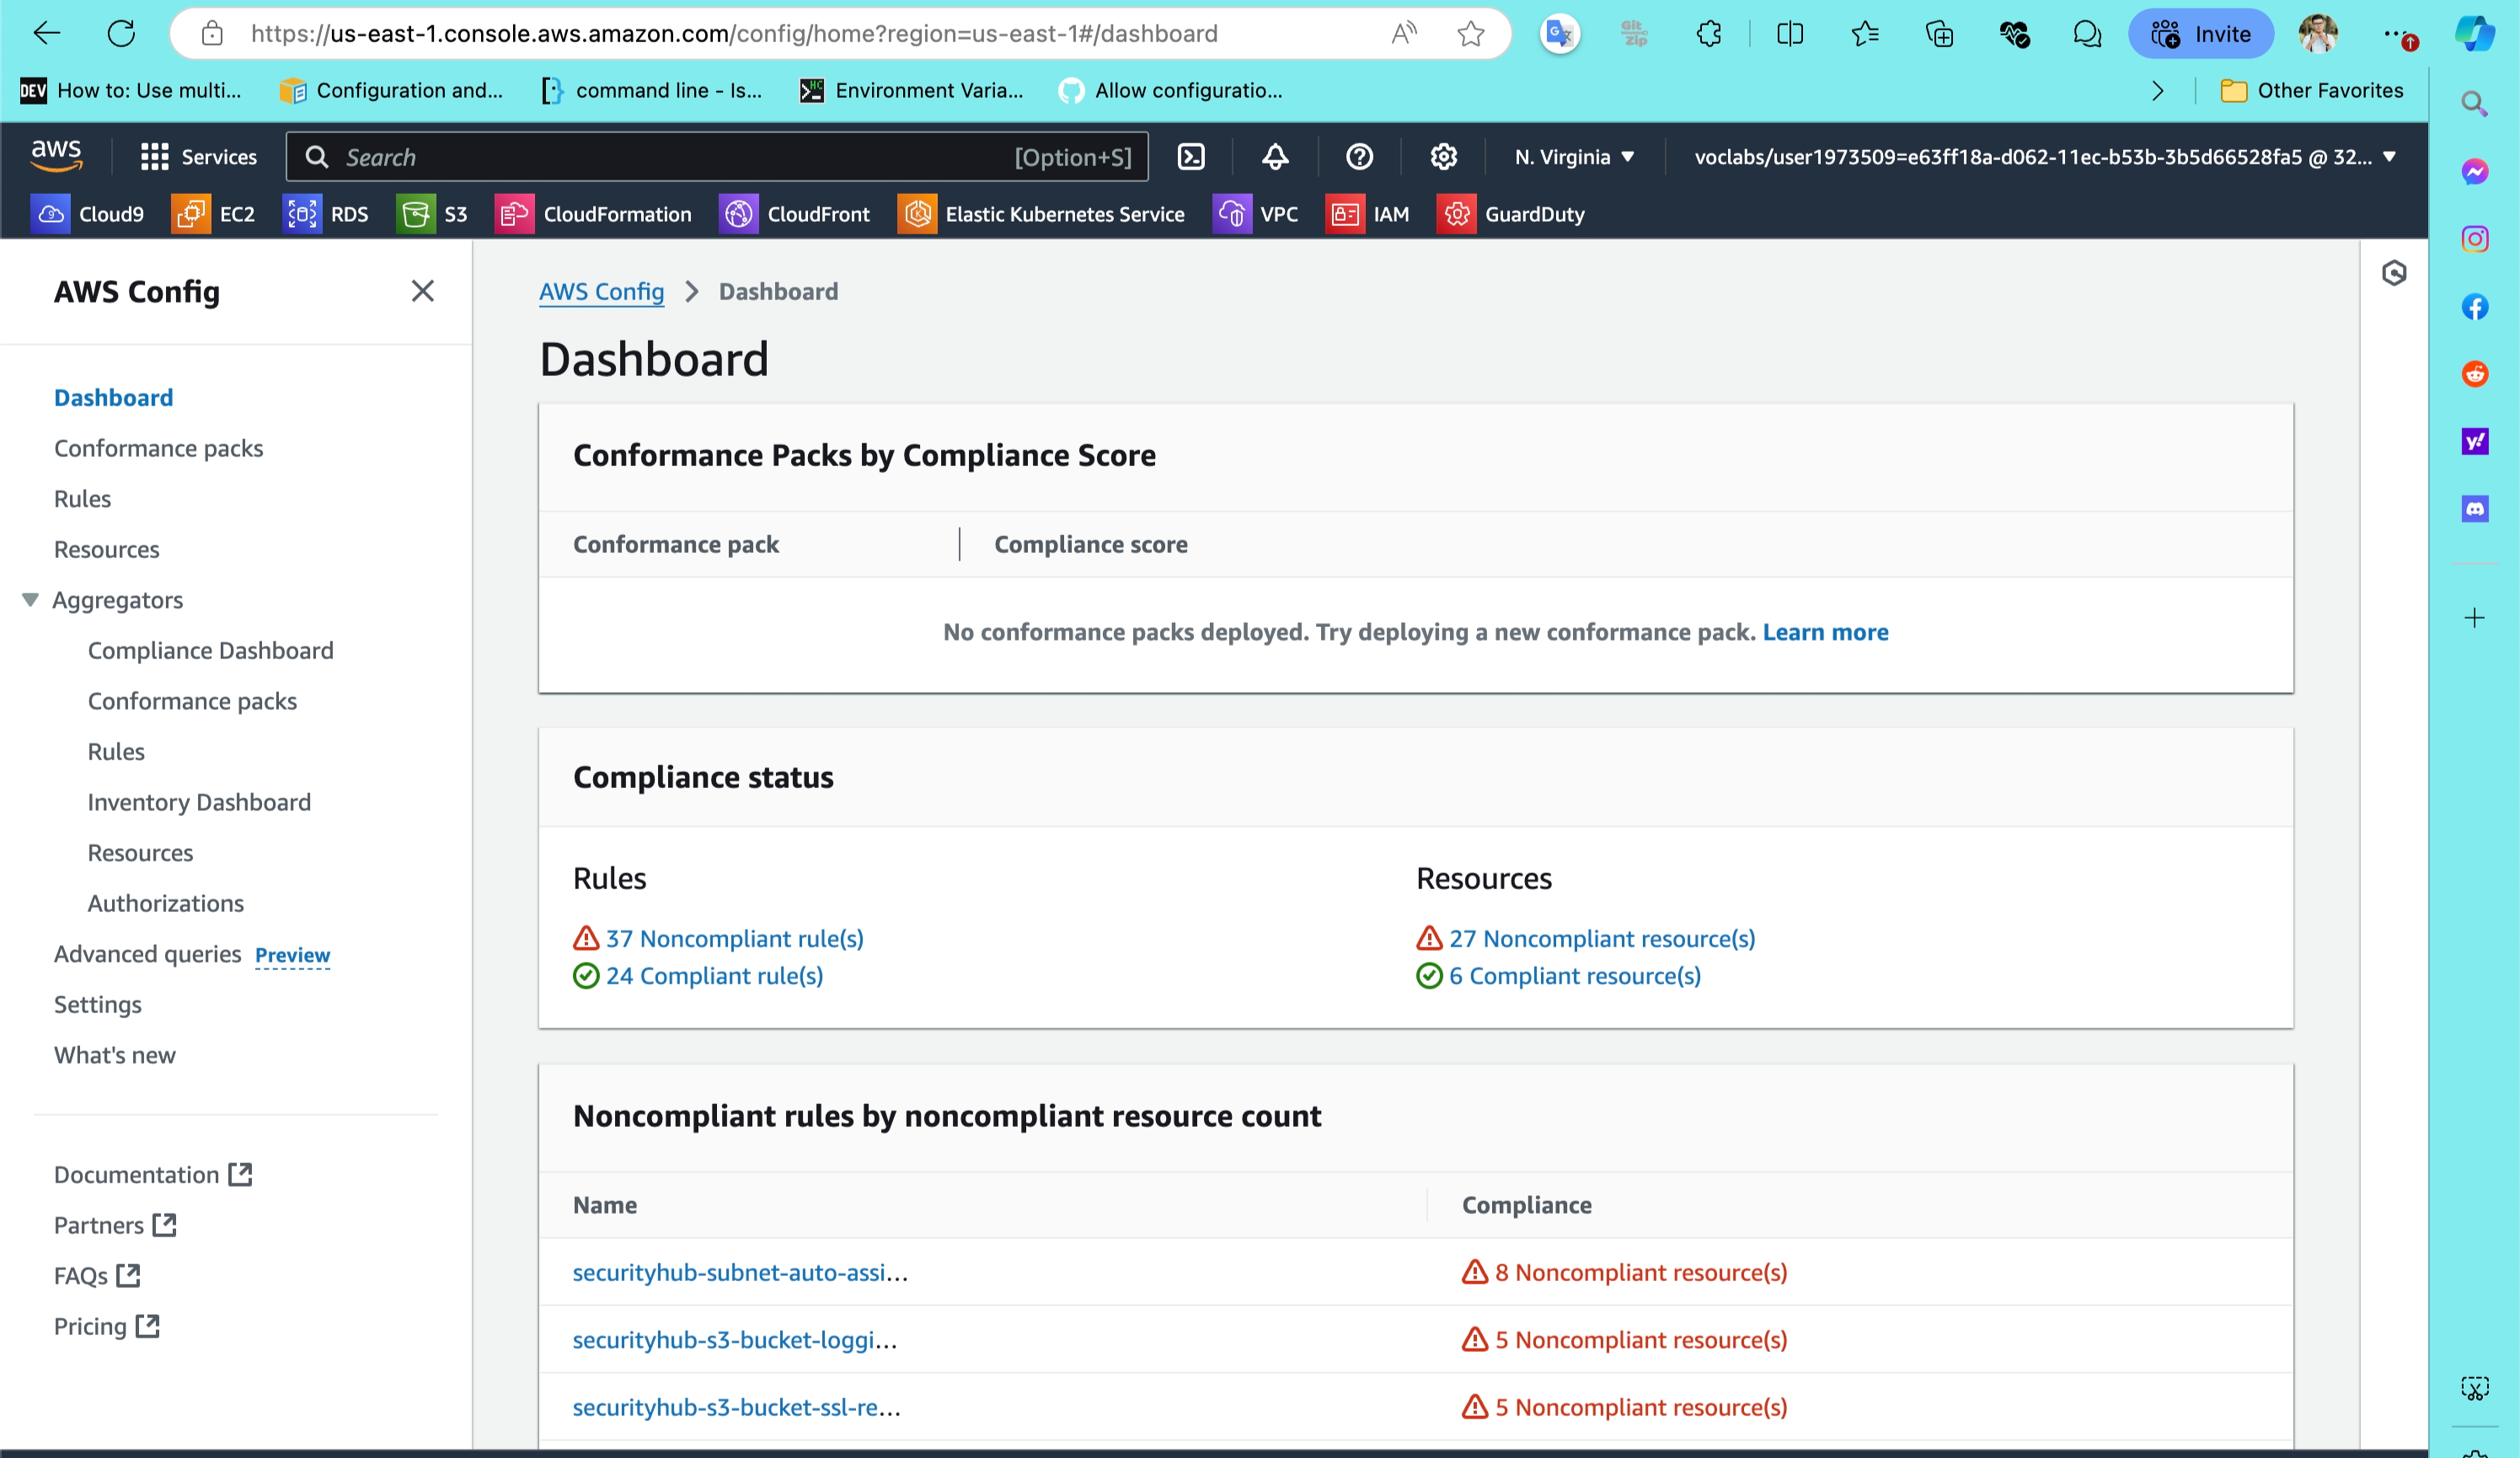 https://us-east-1.console.aws.amazon.com/config/home?region=us-east-1#/dashboard
Invite
How to: Use multi...
Configuration and...
command line - Is...
Environment Varia...
Allow configuratio...
Other Favorites
aws
Services
Search
[Option+S]
N. Virginia
voclabs/user1973509=e63ff18a-d062-11ec-b53b-3b5d66528fa5 @ 32...
Cloud9
EC2
RDS
S3
CloudFormation
CloudFront
Elastic Kubernetes Service
VPC
IAM
GuardDuty
AWS Config
Dashboard
Conformance packs
Rules
Resources
Aggregators
Compliance Dashboard
Conformance packs
Rules
Inventory Dashboard
Resources
Authorizations
Advanced queries Preview
Settings
What's new
Documentation
Partners
FAQs
Pricing
AWS Config > Dashboard
Dashboard
Conformance Packs by Compliance Score
Conformance pack
Compliance score
No conformance packs deployed. Try deploying a new conformance pack. Learn more
Compliance status
Rules
37 Noncompliant rule(s)
24 Compliant rule(s)
Resources
27 Noncompliant resource(s)
6 Compliant resource(s)
Noncompliant rules by noncompliant resource count
Name
Compliance
securityhub-subnet-auto-assi...
8 Noncompliant resource(s)
securityhub-s3-bucket-loggi...
5 Noncompliant resource(s)
securityhub-s3-bucket-ssl-re...
5 Noncompliant resource(s)